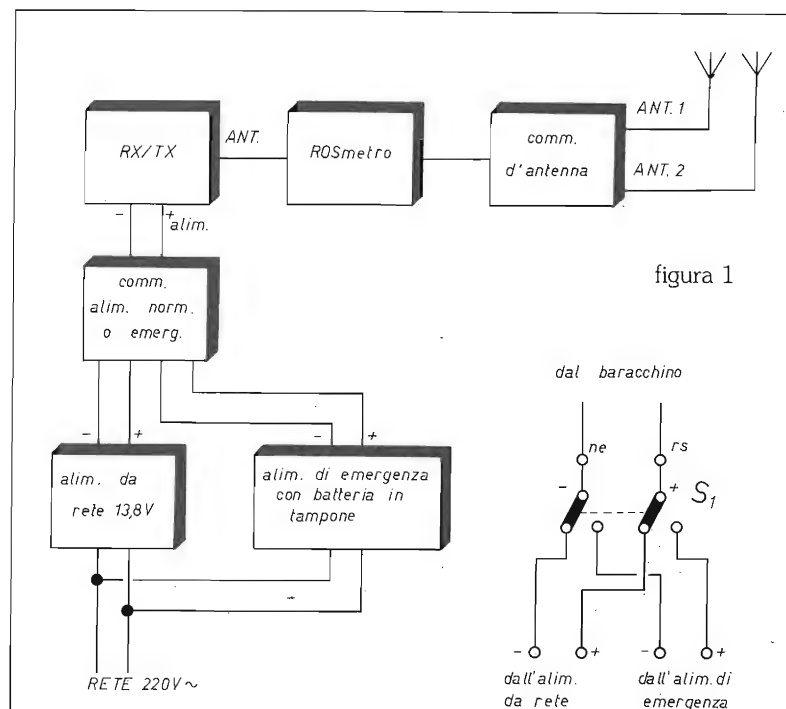 RX/TX
ANT.
ROSmetro
comm.
d'antenna
ANT. 1
ANT. 2
- +
alim.
comm.
alim. norm.
o emerg.
figura 1
- +
alim. da
rete 13,8V
- +
alim. di emergenza
con batteria in
tampone
RETE 220V ~
dal baracchino
ne rs
- + S1
- + - +
dall'alim.
da rete
dall'alim. di
emergenza